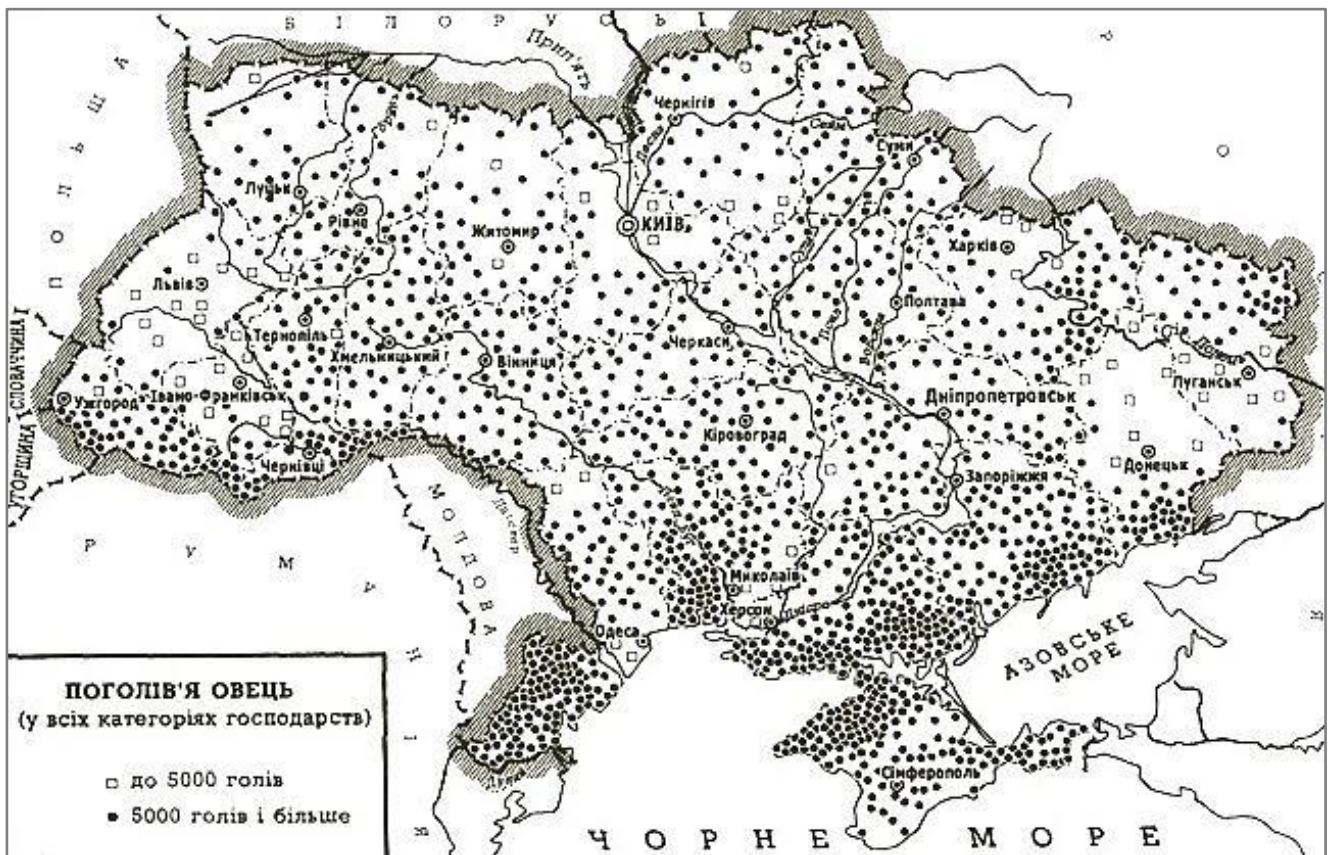 БІЛОРУСЬ
Прип'ять
ПОЛЬЩА
Чернігів
Десна
Сейм
Суми
Луцьк
Рівне
КИЇВ
Житомир
Харків
Львів
Полтава
Тернопіль
Хмельницький
Вінниця
Черкаси
СЛОВАЧЧИНА
УГОРЩИНА
Ужгород
Івано-Франківськ
Луганськ
Дніпропетровськ
Кіровоград
Чернівці
Донецьк
Запоріжжя
МОЛДОВА
Дністер
РУМАНІЯ
Миколаїв
Херсон
Дніпро
Одеса
АЗОВСЬКЕ
МОРЕ
Дунай
Сімферополь
ЧОРНЕ МОРЕ
ПОГОЛІВ'Я ОВЕЦЬ
(у всіх категоріях господарств)
до 5000 голів
5000 голів і більше